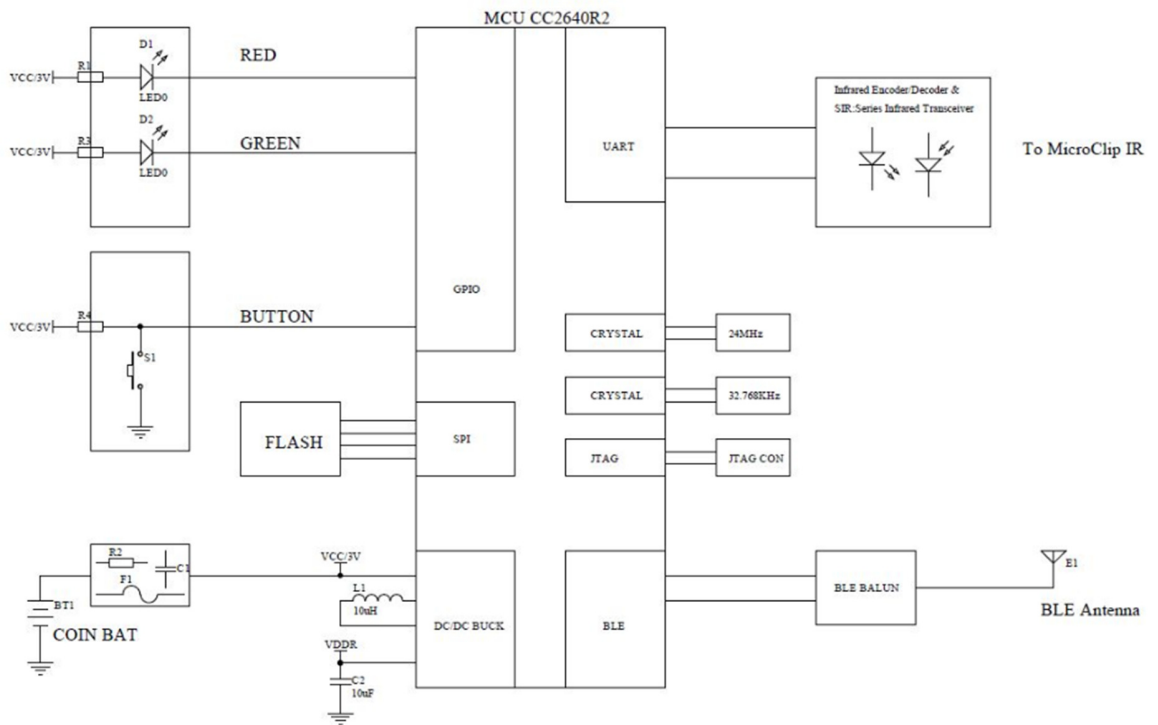 MCU CC2640R2
D1
RED
R1
VCC/3V
LED0
D2
GREEN
R3
VCC/3V
LED0
Infrared Encoder/Decoder &
SIR:Series Infrared Transceiver
UART
To MicroClip IR
GPIO
BUTTON
R4
VCC/3V
S1
CRYSTAL
24MHz
CRYSTAL
32.768KHz
FLASH
SPI
JTAG
JTAG CON
R2
C1
F1
VCC/3V
L1
10uH
BT1
COIN BAT
DC/DC BUCK
BLE
BLE BALUN
E1
BLE Antenna
VDDR
C2
10uF